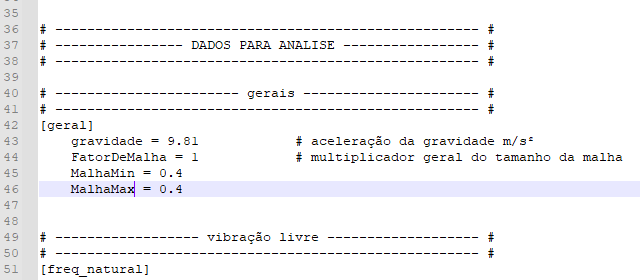 35
36 # ----------------------------------------------------- #
37 # ---------------- DADOS PARA ANALISE ----------------- #
38 # ----------------------------------------------------- #
39
40 # ----------------------- gerais ---------------------- #
41 # ----------------------------------------------------- #
42 [geral]
43 gravidade = 9.81 # aceleração da gravidade m/s²
44 FatorDeMalha = 1 # multiplicador geral do tamanho da malha
45 MalhaMin = 0.4
46 MalhaMax = 0.4
47
48
49 # ------------------ vibração livre ------------------- #
50 # ----------------------------------------------------- #
51 [freq_natural]